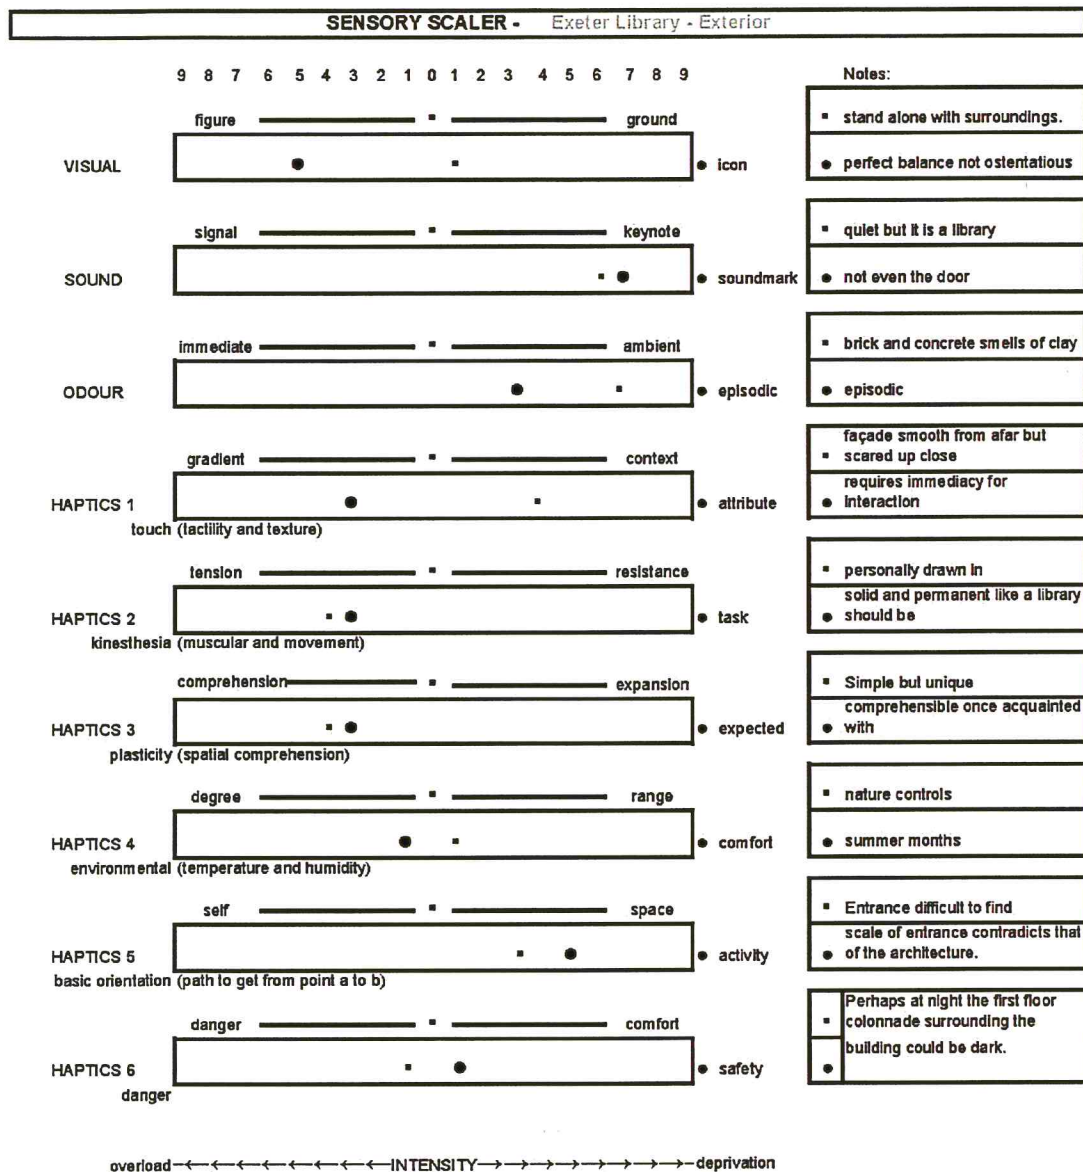 SENSORY SCALER - Exeter Library - Exterior
9 8 7 6 5 4 3 2 1 0 1 2 3 4 5 6 7 8 9
Notes:
figure ground
VISUAL
icon
stand alone with surroundings.
perfect balance not ostentatious
signal keynote
SOUND
soundmark
quiet but it is a library
not even the door
immediate ambient
ODOUR
episodic
brick and concrete smells of clay
episodic
gradient context
HAPTICS 1
attribute
touch (tactility and texture)
façade smooth from afar but
scared up close
requires immediacy for
interaction
tension resistance
HAPTICS 2
task
kinesthesia (muscular and movement)
personally drawn in
solid and permanent like a library
should be
comprehension expansion
HAPTICS 3
expected
plasticity (spatial comprehension)
Simple but unique
comprehensible once acquainted
with
degree range
HAPTICS 4
comfort
environmental (temperature and humidity)
nature controls
summer months
self space
HAPTICS 5
activity
basic orientation (path to get from point a to b)
Entrance difficult to find
scale of entrance contradicts that
of the architecture.
danger comfort
HAPTICS 6
safety
danger
Perhaps at night the first floor
colonnade surrounding the
building could be dark.
overload INTENSITY deprivation